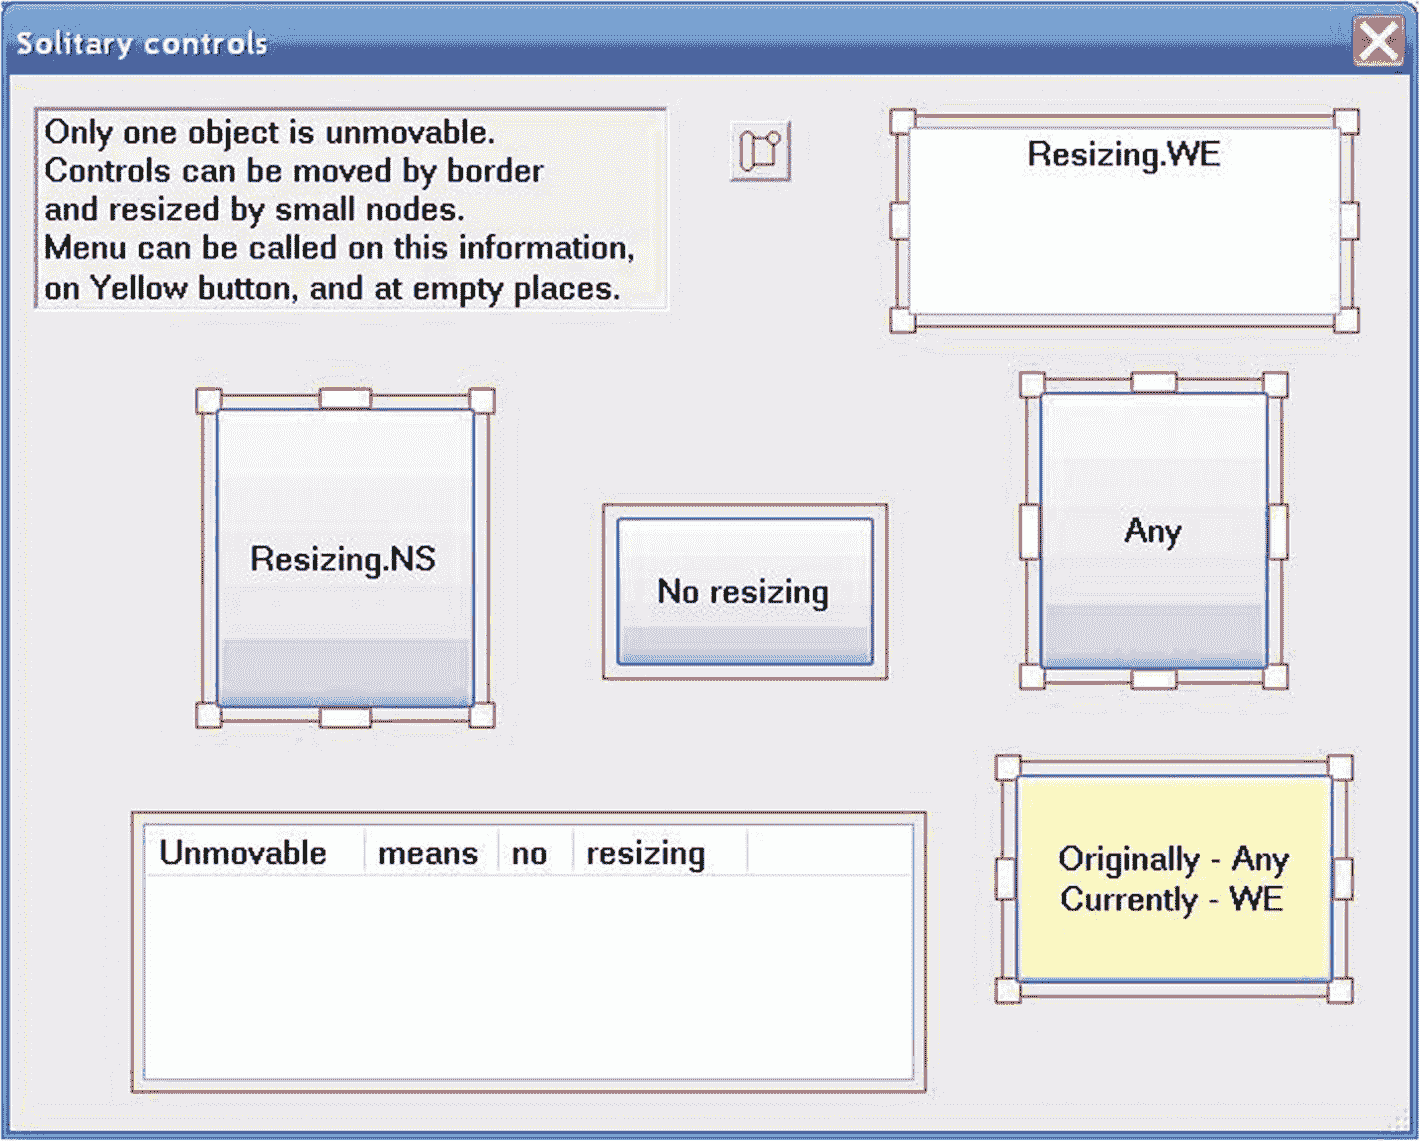 Solitary controls
Only one object is unmovable.
Controls can be moved by border
and resized by small nodes.
Menu can be called on this information,
on Yellow button, and at empty places.
Resizing.WE
Resizing.NS
No resizing
Any
Unmovable means no resizing
Originally - Any
Currently - WE